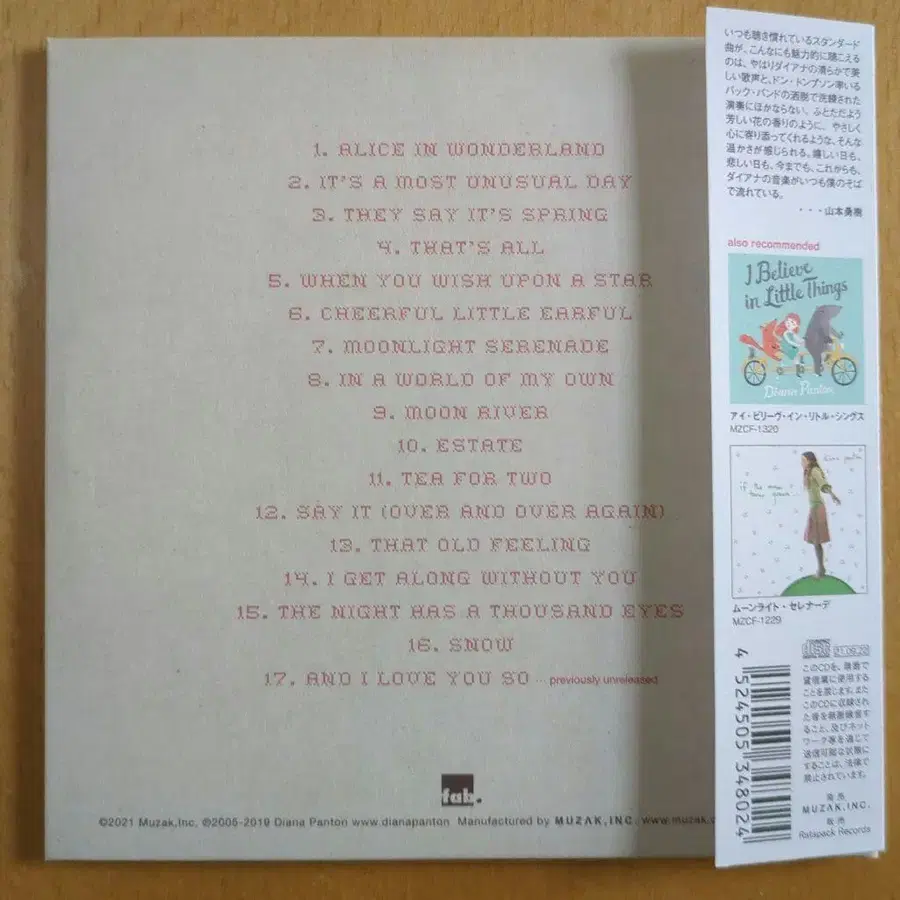 1. ALICE IN WONDERLAND
2. IT'S A MOST UNUSUAL DAY
3. THEY SAY IT'S SPRING
4. THAT'S ALL
5. WHEN YOU WISH UPON A STAR
6. CHEERFUL LITTLE EARFUL
7. MOONLIGHT SERENADE
8. IN A WORLD OF MY OWN
9. MOON RIVER
10. ESTATE
11. TEA FOR TWO
12. SAY IT (OVER AND OVER AGAIN)
13. THAT OLD FEELING
14. I GET ALONG WITHOUT YOU
15. THE NIGHT HAS A THOUSAND EYES
16. SNOW
17. AND I LOVE YOU SO ... previously unreleased
fab.
©2021 Muzak,Inc. ℗2005-2019 Diana Panton www.dianapanton Manufactured by MUZAK, INC. www.muzak.
いつも聴き慣れているスタンダード
曲が、こんなにも魅力的に聴こえる
のは、やはりダイアナの清らかで美
しい歌声と、ドン・トンプソン率いる
バック・バンドの洒脱で洗練された
演奏にほかならない。ふとただよう
芳しい花の香りのように、やさしく
心に寄り添ってくれるような、そんな
温かさが感じられる。嬉しい日も、
悲しい日も、今までも、これからも、
ダイアナの音楽がいつも僕のそば
で流れている。
・・・山本勇樹
also recommended
I Believe
in Little Things
Diana Panton
アイ・ビリーヴ・イン・リトル・シングス
MZCF-1320
diana panton
if the moon
turns green...
ムーンライト・セレナーデ
MZCF-1229
このCDを、無断で
賃貸業に使用する
ことを禁じます。また
このCDに収録され
た音を無断複製す
ること、及びネット
ワーク等を通じて
送信可能な状態に
することは、法律で
禁止されています。
発売
MUZAK, INC.
販売
Ratspack Records
4 524505 348024